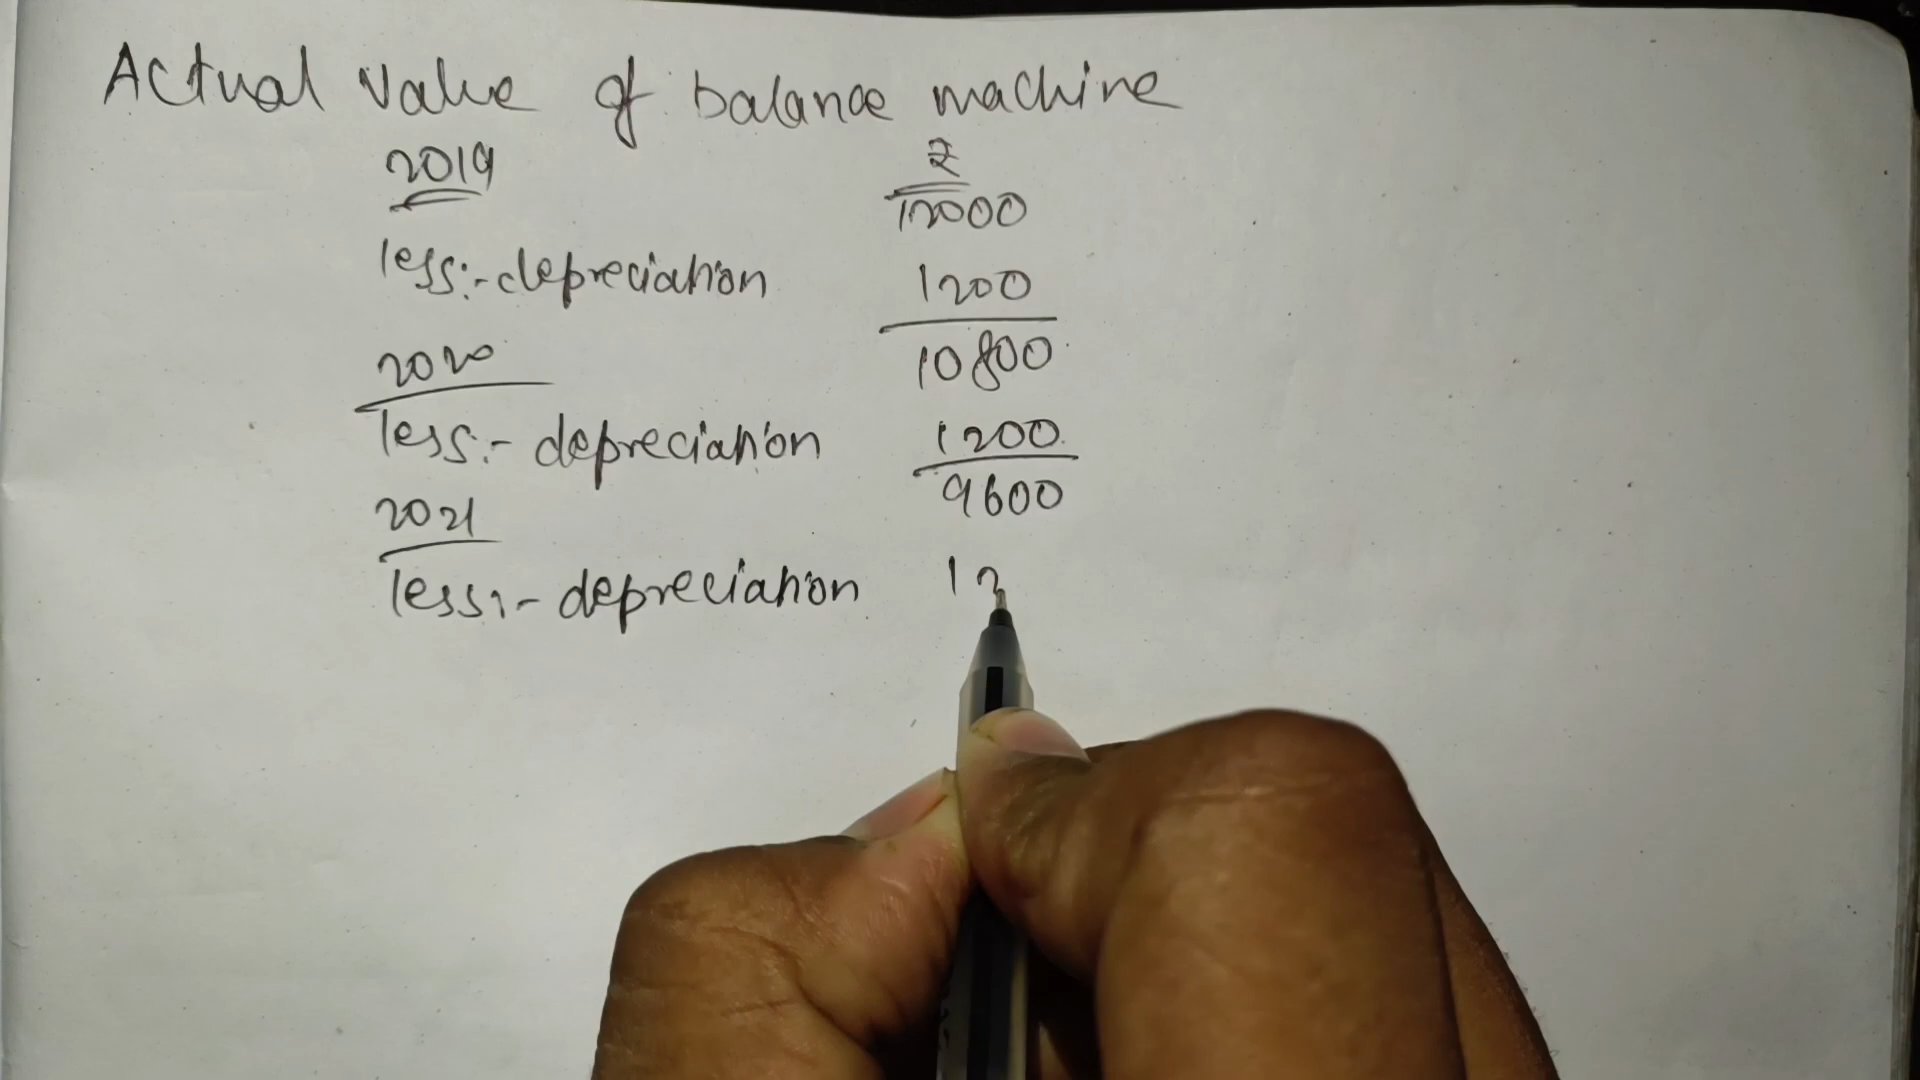 Actual Value of balance machine
2019 ₹
12000
less:- depreciation 1200
2020 10800
less:- depreciation 1200
2021 9600
less:- depreciation 12